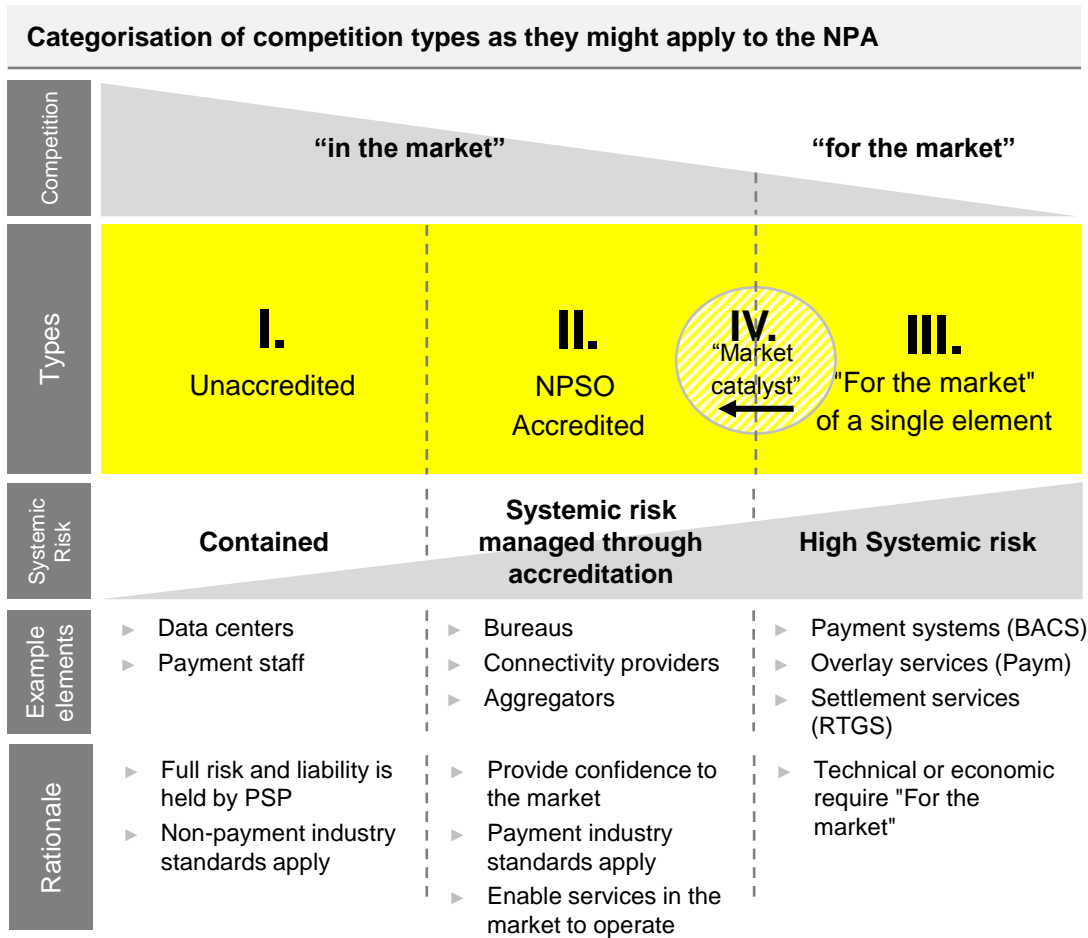 Categorisation of competition types as they might apply to the NPA
Competition
“in the market”
“for the market”
Types
I.
Unaccredited
II.
NPSO
Accredited
IV.
“Market
catalyst”
III.
"For the market"
of a single element
Systemic
Risk
Contained
Systemic risk
managed through
accreditation
High Systemic risk
Example
elements
► Data centers
► Payment staff
► Bureaus
► Connectivity providers
► Aggregators
► Payment systems (BACS)
► Overlay services (Paym)
► Settlement services
(RTGS)
Rationale
► Full risk and liability is
held by PSP
► Non-payment industry
standards apply
► Provide confidence to
the market
► Payment industry
standards apply
► Enable services in the
market to operate
► Technical or economic
require "For the
market"